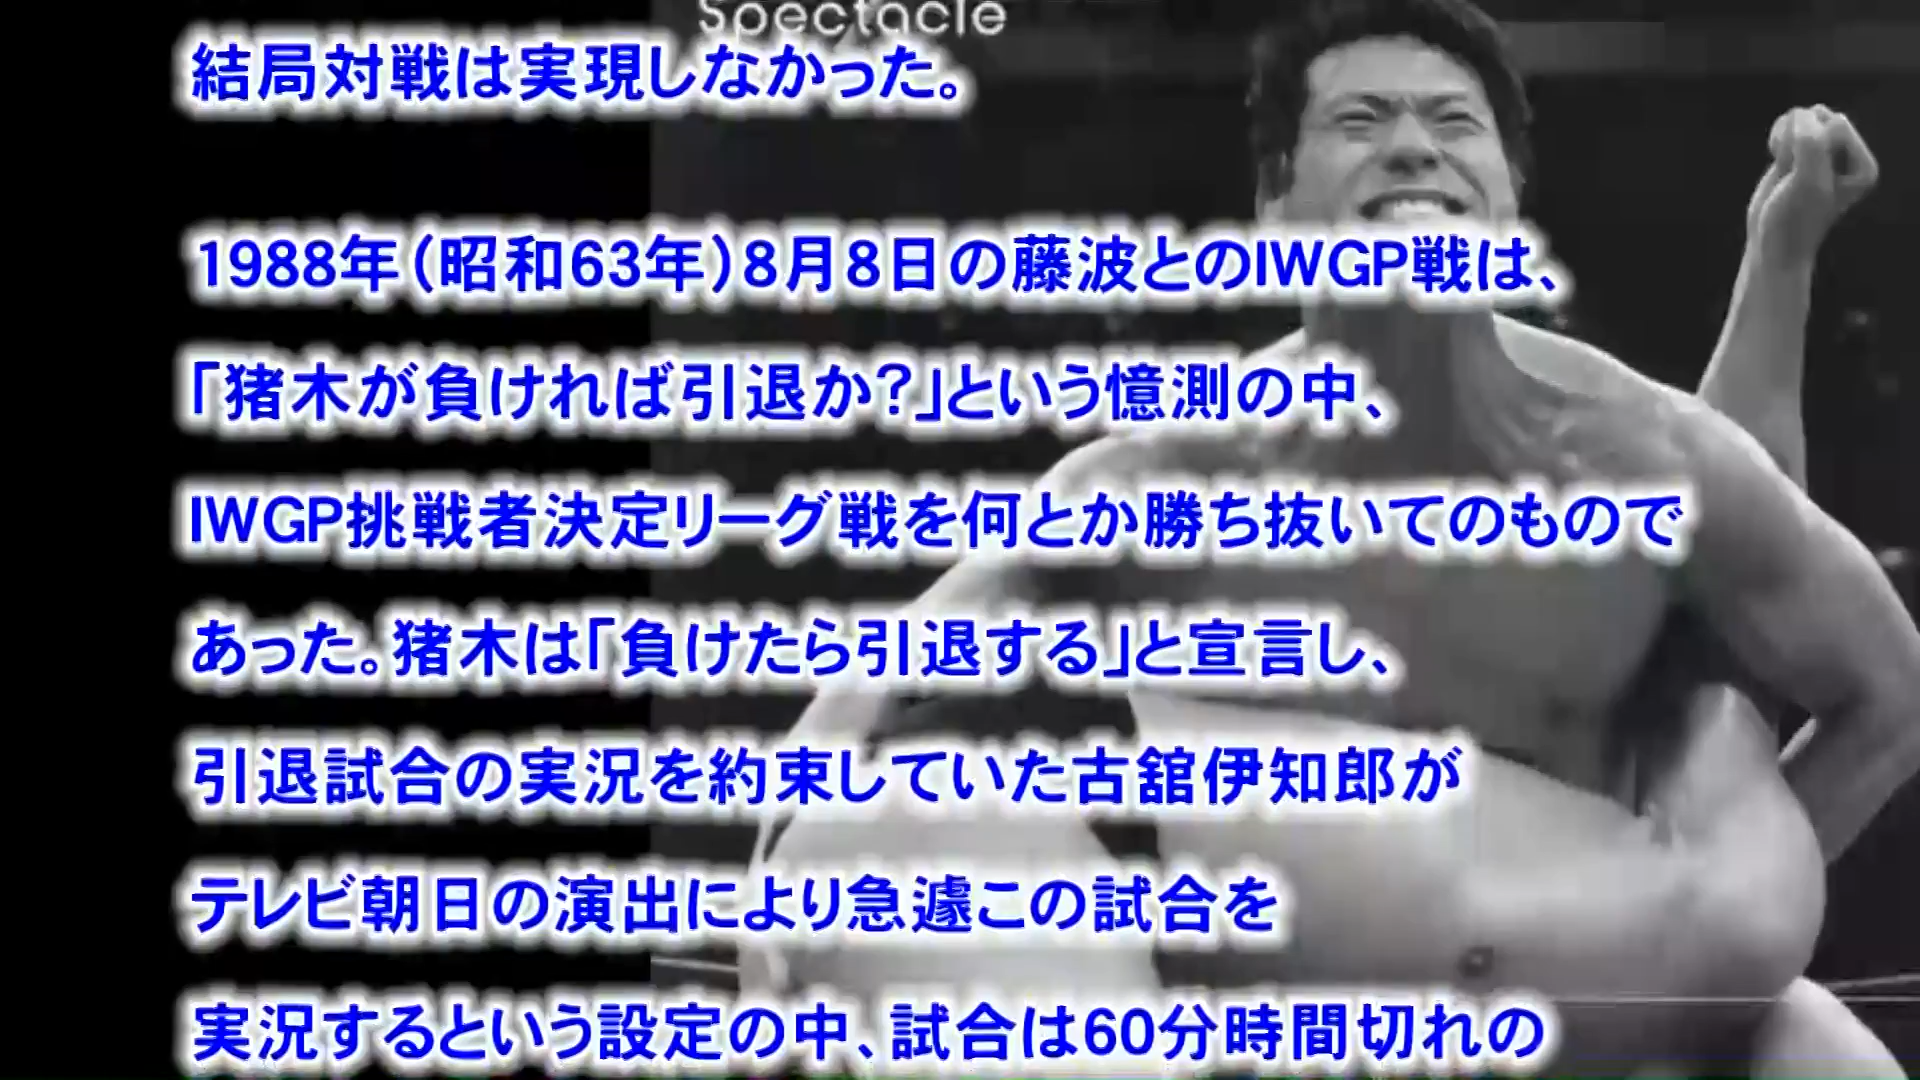 Spectacle
結局対戦は実現しなかった。
1988年(昭和63年)8月8日の藤波とのIWGP戦は、
「猪木が負ければ引退か?」という憶測の中、
IWGP挑戦者決定リーグ戦を何とか勝ち抜いてのもので
あった。猪木は「負けたら引退する」と宣言し、
引退試合の実況を約束していた古舘伊知郎が
テレビ朝日の演出により急遽この試合を
実況するという設定の中、試合は60分時間切れの